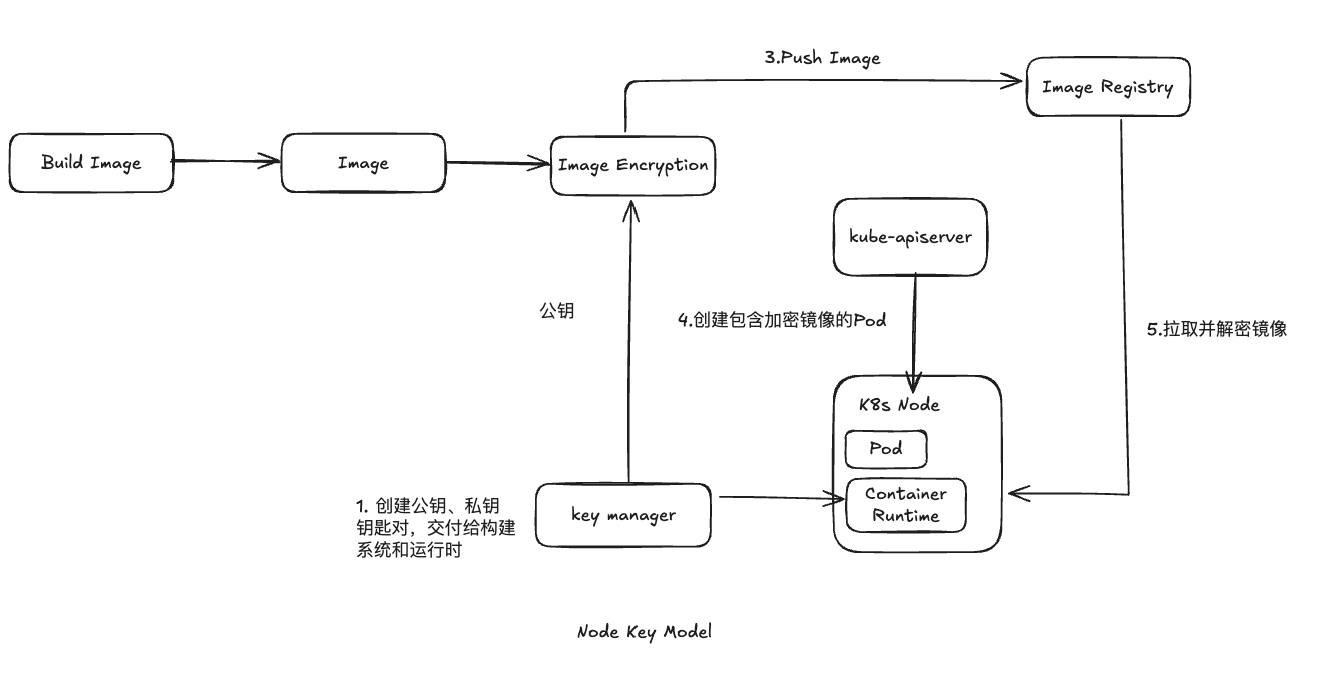 3.Push Image
Image Registry
Build Image
Image
Image Encryption
kube-apiserver
公钥
4.创建包含加密镜像的Pod
5.拉取并解密镜像
K8s Node
Pod
Container
Runtime
1. 创建公钥、私钥
钥匙对，交付给构建
系统和运行时
key manager
Node Key Model